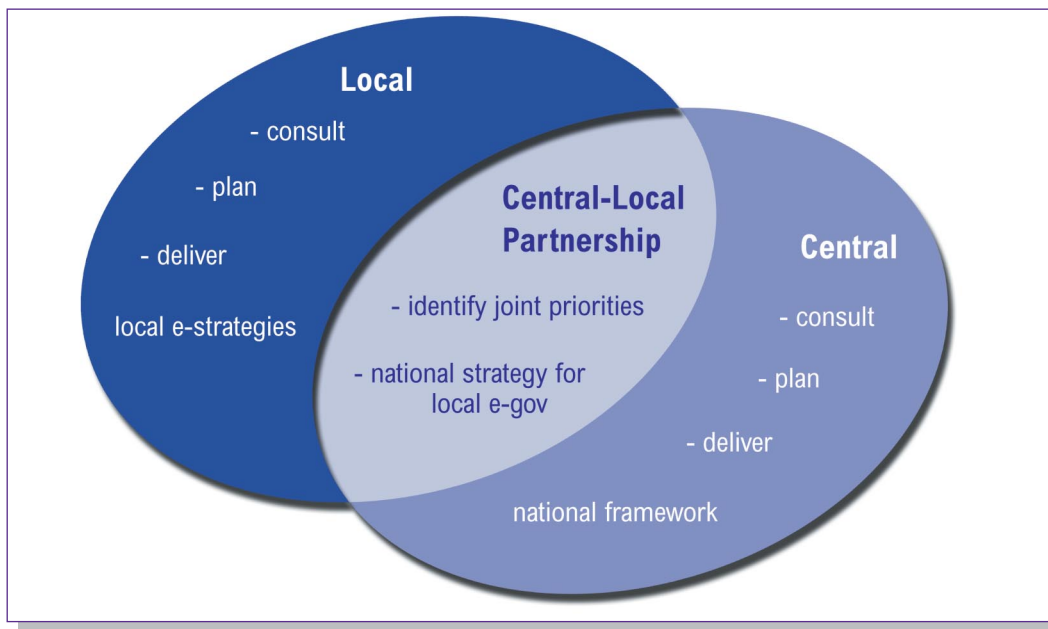 Local
- consult
- plan
- deliver
local e-strategies
Central-Local
Partnership
- identify joint priorities
- national strategy for
local e-gov
Central
- consult
- plan
- deliver
national framework